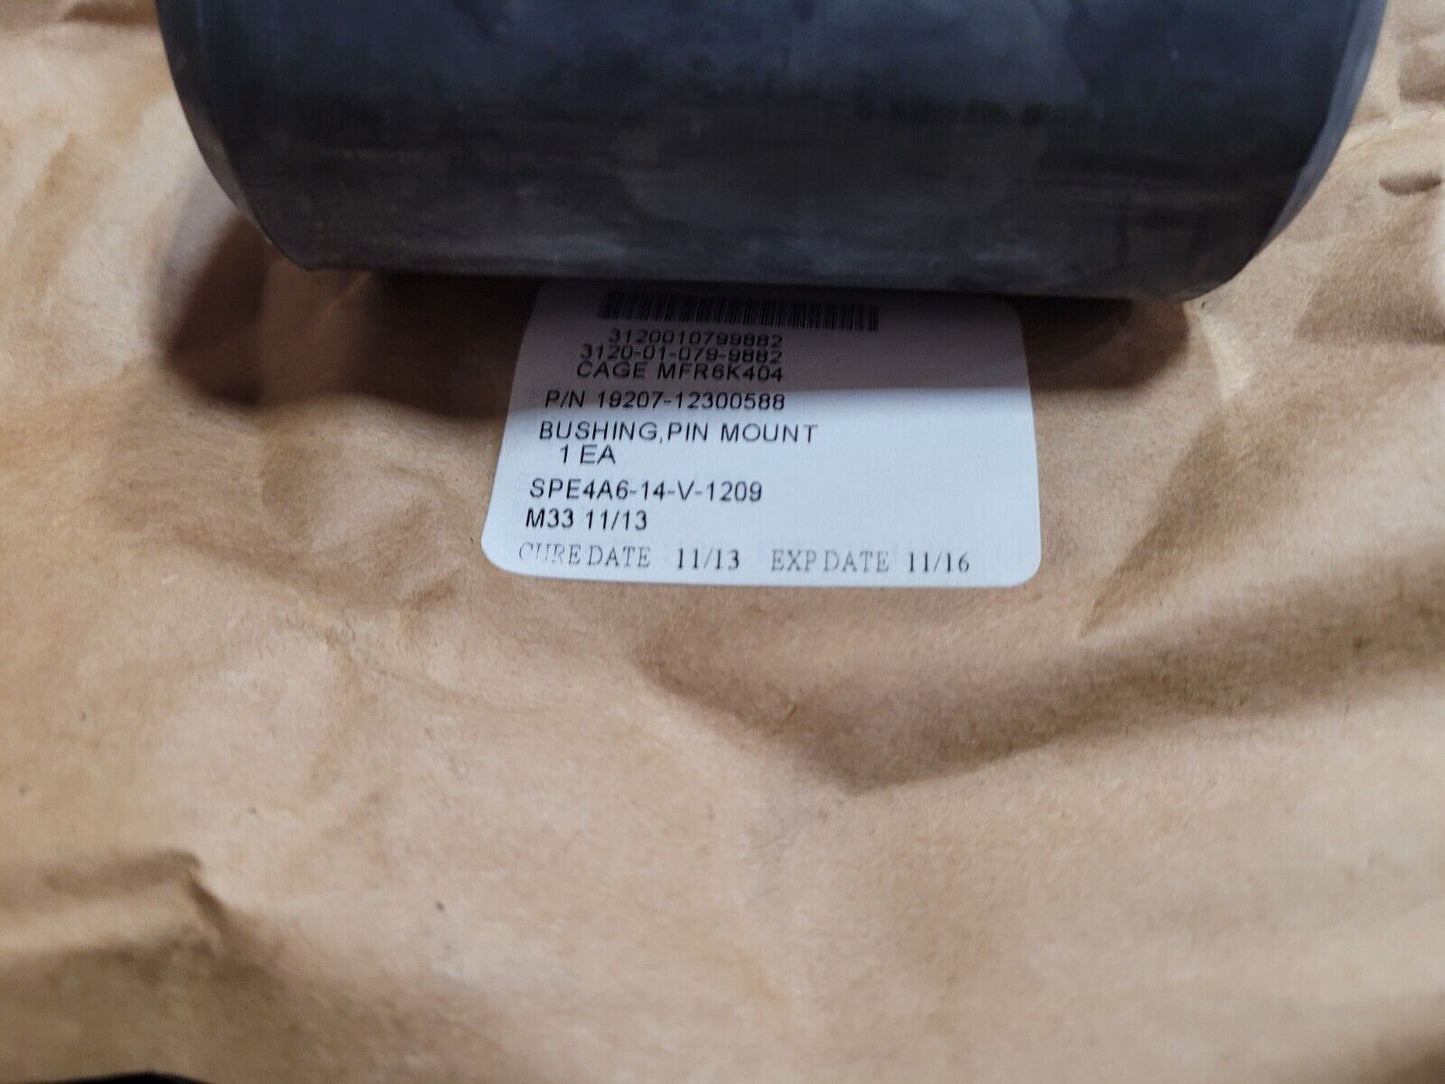 3120010799882
3120-01-079-9882
CAGE MFR6K404
P/N 19207-12300588
BUSHING,PIN MOUNT
1 EA
SPE4A6-14-V-1209
M33 11/13
CURE DATE 11/13 EXP DATE 11/16